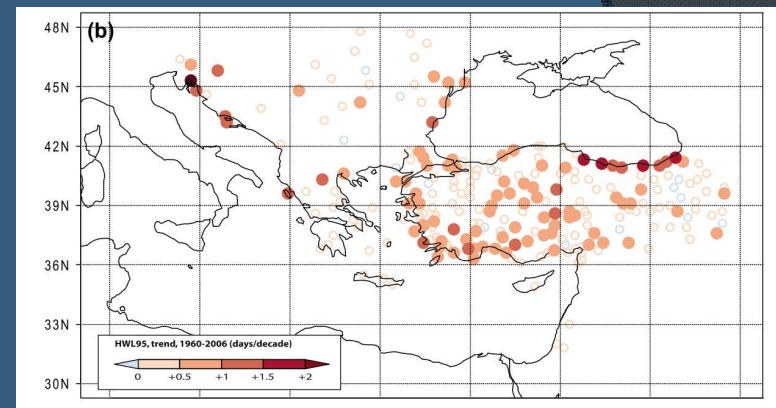 (b)
48N
45N
42N
39N
36N
33N
30N
HWL95, trend, 1960-2006 (days/decade)
0 +0.5 +1 +1.5 +2